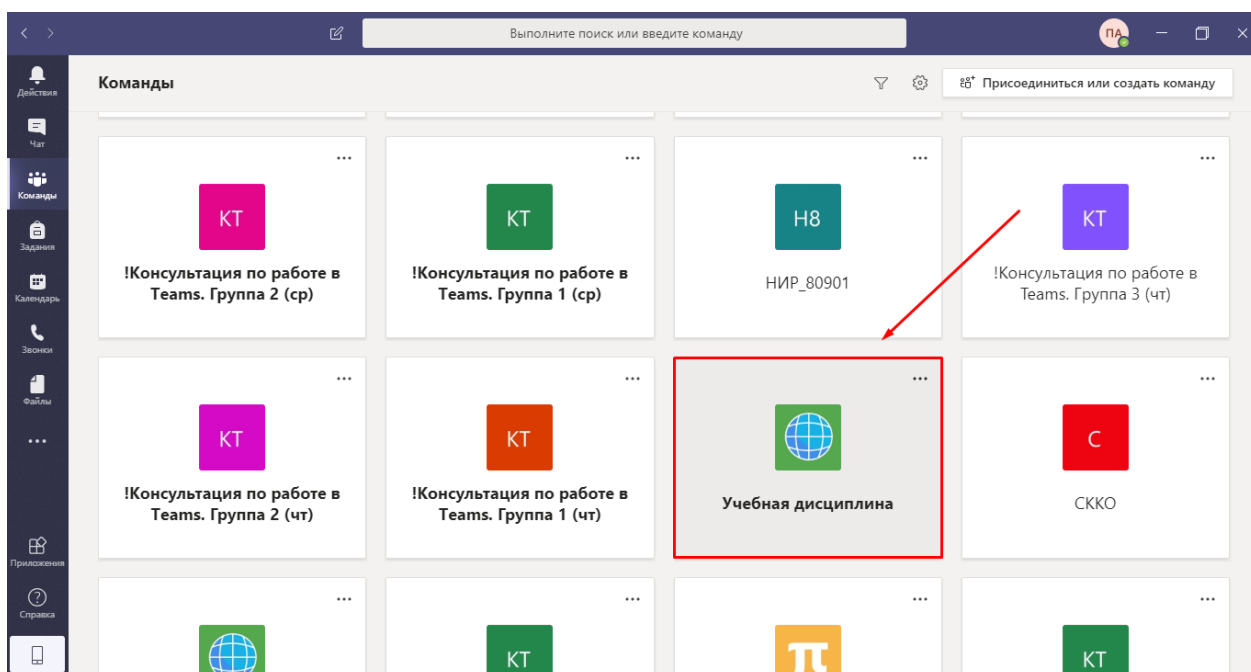 Выполните поиск или введите команду
ПА
Действия
Чат
Команды
Задания
Календарь
Звонки
Файлы
Приложения
Справка
Команды
Присоединиться или создать команду
КТ
!Консультация по работе в
Teams. Группа 2 (ср)
КТ
!Консультация по работе в
Teams. Группа 1 (ср)
Н8
НИР_80901
КТ
!Консультация по работе в
Teams. Группа 3 (чт)
КТ
!Консультация по работе в
Teams. Группа 2 (чт)
КТ
!Консультация по работе в
Teams. Группа 1 (чт)
Учебная дисциплина
С
СККО
КТ
π
КТ